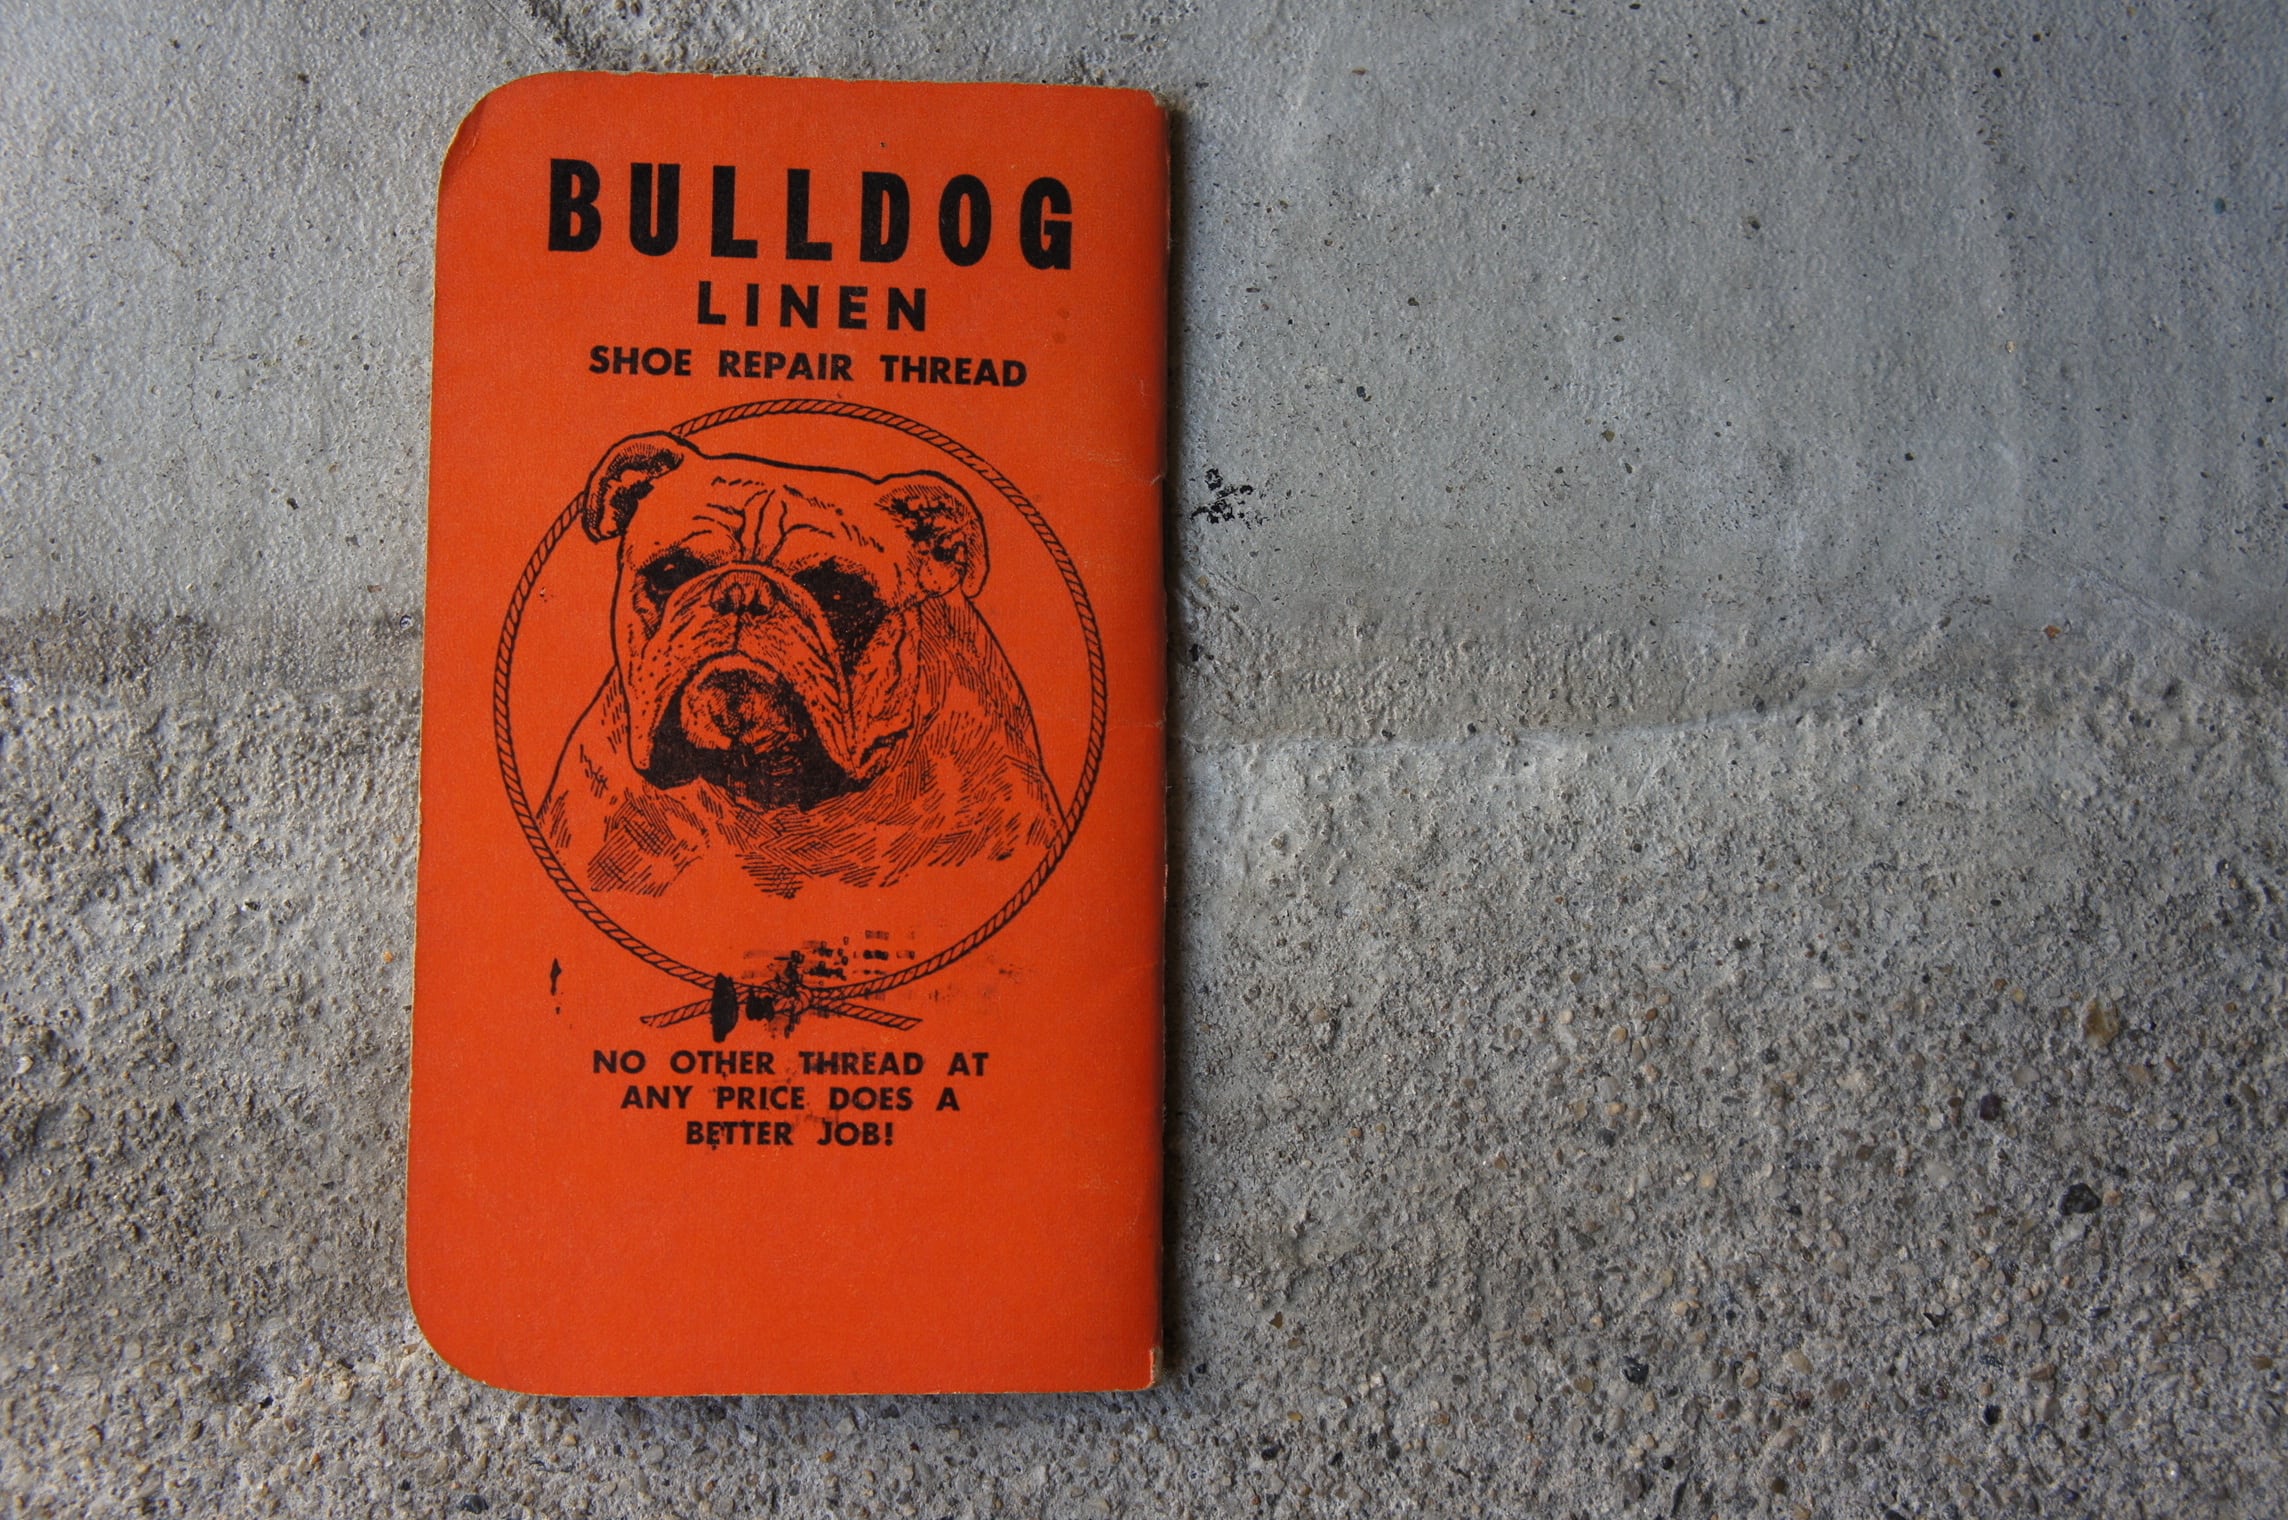 BULLDOG
LINEN
SHOE REPAIR THREAD
NO OTHER THREAD AT
ANY PRICE DOES A
BETTER JOB!